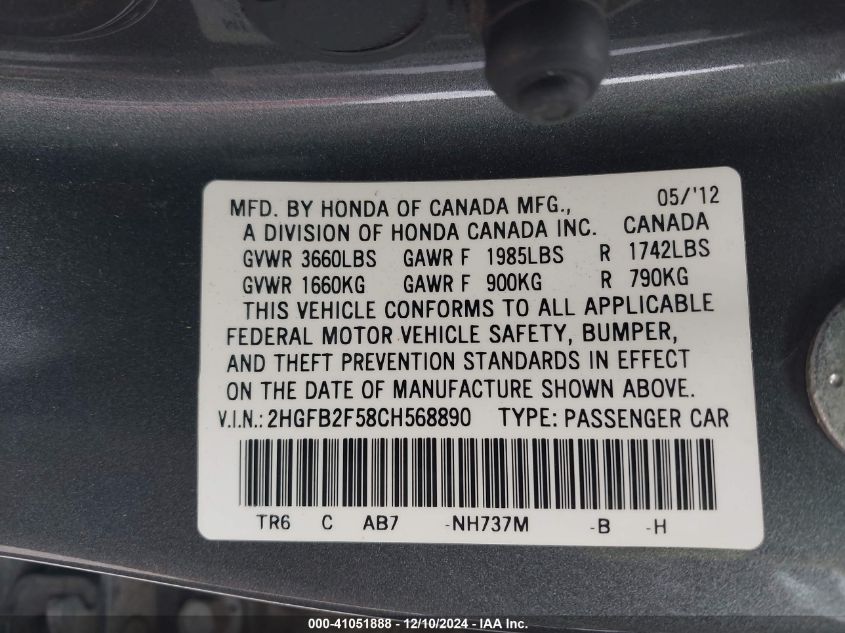 MFD. BY HONDA OF CANADA MFG., 05/'12
A DIVISION OF HONDA CANADA INC. CANADA
GVWR 3660LBS GAWR F 1985LBS R 1742LBS
GVWR 1660KG GAWR F 900KG R 790KG
THIS VEHICLE CONFORMS TO ALL APPLICABLE
FEDERAL MOTOR VEHICLE SAFETY, BUMPER,
AND THEFT PREVENTION STANDARDS IN EFFECT
ON THE DATE OF MANUFACTURE SHOWN ABOVE.
V.I.N.: 2HGFB2F58CH568890 TYPE: PASSENGER CAR
TR6 C AB7 -NH737M -B -H
000-41051888 - 12/10/2024 - IAA Inc.